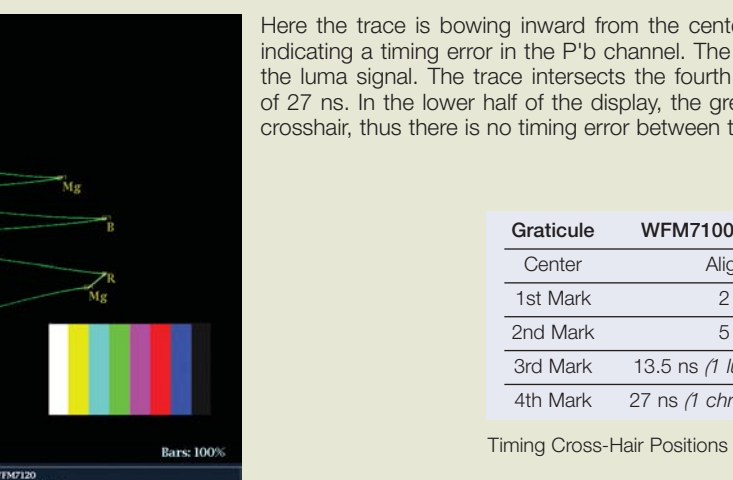 Here the trace is bowing inward from the cente
indicating a timing error in the P'b channel. The
the luma signal. The trace intersects the fourth
of 27 ns. In the lower half of the display, the gre
crosshair, thus there is no timing error between t
Mg
B
R
Mg
Bars: 100%
FM7120
Graticule WFM7100
Center Alig
1st Mark 2
2nd Mark 5
3rd Mark 13.5 ns (1 lu
4th Mark 27 ns (1 chr
Timing Cross-Hair Positions